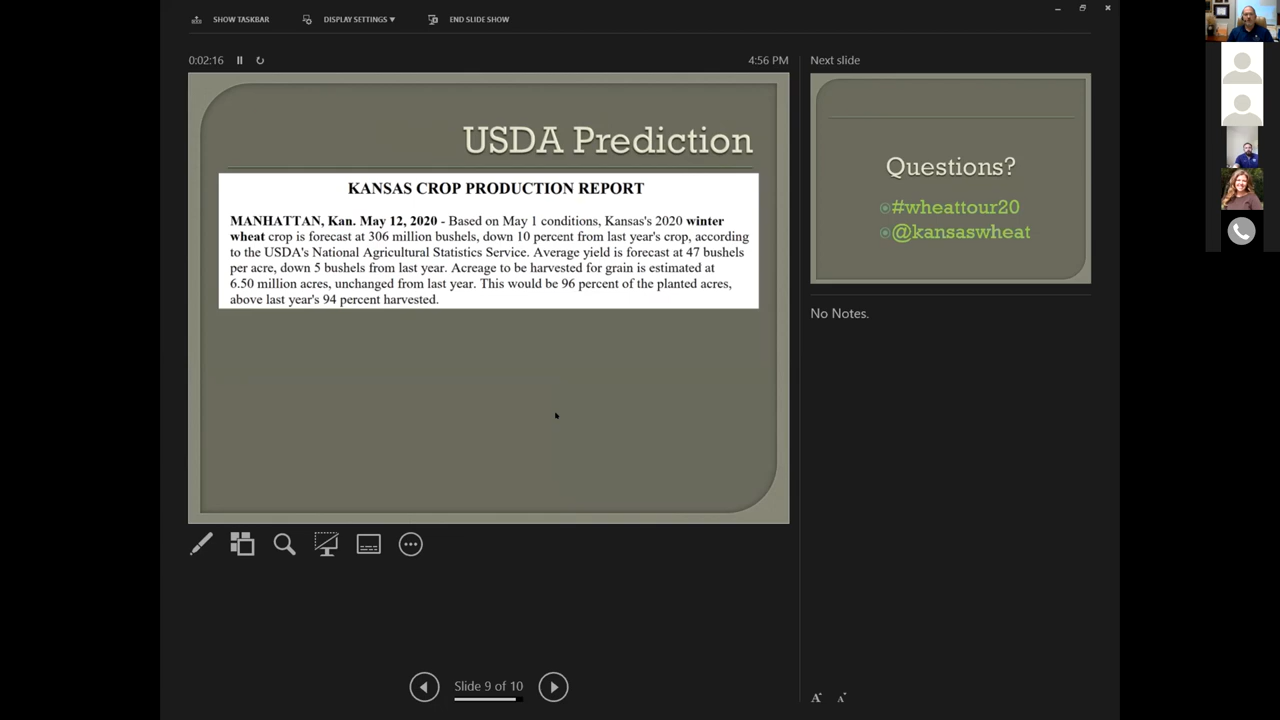 SHOW TASKBAR
DISPLAY SETTINGS ▼
END SLIDE SHOW
0:02:16
4:56 PM
USDA Prediction
KANSAS CROP PRODUCTION REPORT
MANHATTAN, Kan. May 12, 2020 - Based on May 1 conditions, Kansas's 2020 winter
wheat crop is forecast at 306 million bushels, down 10 percent from last year's crop, according
to the USDA's National Agricultural Statistics Service. Average yield is forecast at 47 bushels
per acre, down 5 bushels from last year. Acreage to be harvested for grain is estimated at
6.50 million acres, unchanged from last year. This would be 96 percent of the planted acres,
above last year's 94 percent harvested.
Slide 9 of 10
Next slide
Questions?
#wheattour20
@kansaswheat
No Notes.
A
A